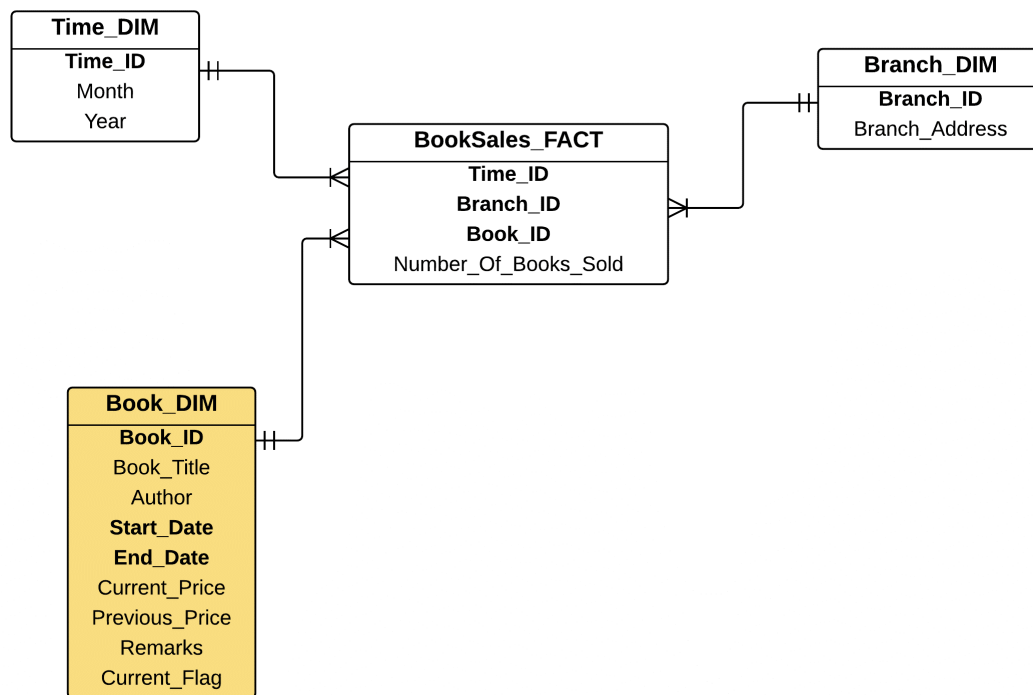 Time_DIM
Time_ID
Month
Year
Branch_DIM
Branch_ID
Branch_Address
BookSales_FACT
Time_ID
Branch_ID
Book_ID
Number_Of_Books_Sold
Book_DIM
Book_ID
Book_Title
Author
Start_Date
End_Date
Current_Price
Previous_Price
Remarks
Current_Flag